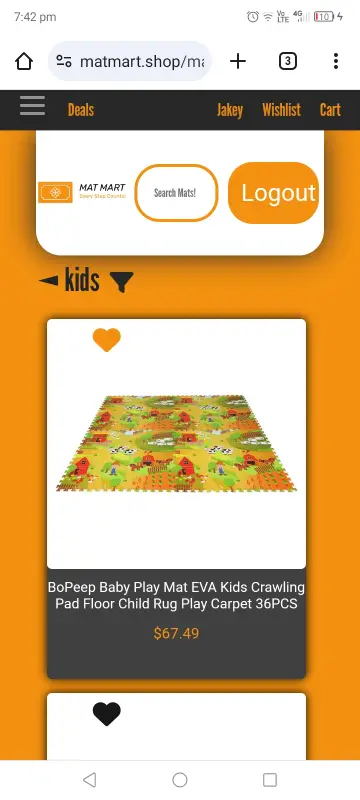 7:42 pm
Vo LTE 4G 10
matmart.shop/ma
3
Deals Jakey Wishlist Cart
MAT MART
Every Step Counts!
Search Mats!
Logout
kids
BoPeep Baby Play Mat EVA Kids Crawling
Pad Floor Child Rug Play Carpet 36PCS
$67.49